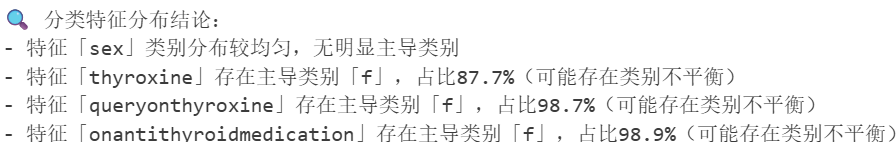 🔍 分类特征分布结论：
- 特征「sex」类别分布较均匀，无明显主导类别
- 特征「thyroxine」存在主导类别「f」，占比87.7%（可能存在类别不平衡）
- 特征「queryonthyroxine」存在主导类别「f」，占比98.7%（可能存在类别不平衡）
- 特征「onantithyroidmedication」存在主导类别「f」，占比98.9%（可能存在类别不平衡）